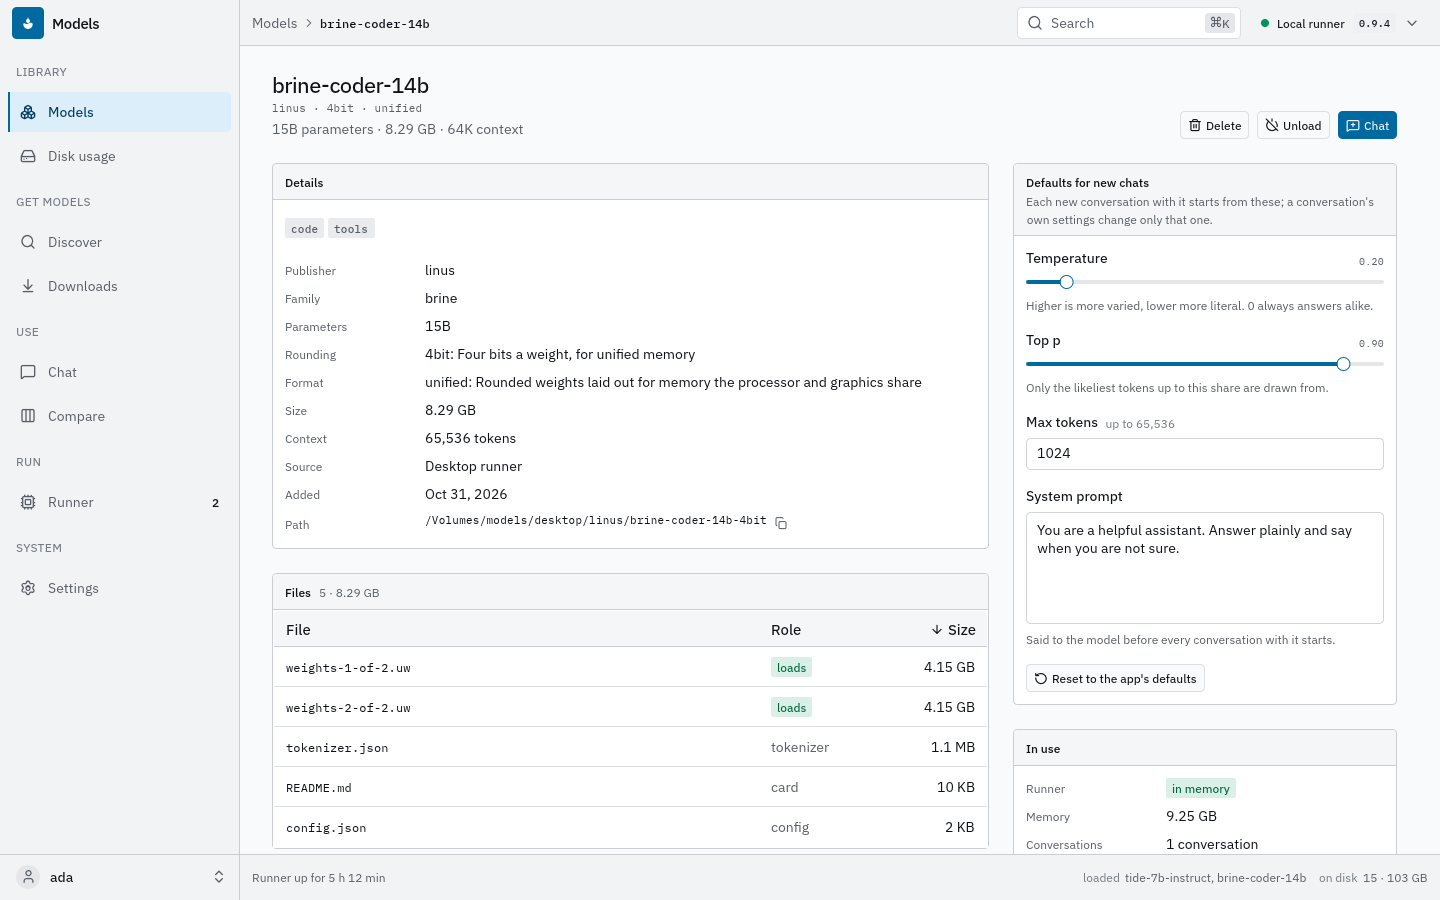 Models
LIBRARY
Models
Disk usage
GET MODELS
Discover
Downloads
USE
Chat
Compare
RUN
Runner 2
SYSTEM
Settings
ada
Models brine-coder-14b
Search ⌘K
Local runner 0.9.4
brine-coder-14b
linus · 4bit · unified
15B parameters · 8.29 GB · 64K context
Delete
Unload
Chat
Details
code tools
Publisher linus
Family brine
Parameters 15B
Rounding 4bit: Four bits a weight, for unified memory
Format unified: Rounded weights laid out for memory the processor and graphics share
Size 8.29 GB
Context 65,536 tokens
Source Desktop runner
Added Oct 31, 2026
Path /Volumes/models/desktop/linus/brine-coder-14b-4bit
Files 5 · 8.29 GB
File Role Size
weights-1-of-2.uw loads 4.15 GB
weights-2-of-2.uw loads 4.15 GB
tokenizer.json tokenizer 1.1 MB
README.md card 10 KB
config.json config 2 KB
Defaults for new chats
Each new conversation with it starts from these; a conversation's
own settings change only that one.
Temperature 0.20
Higher is more varied, lower more literal. 0 always answers alike.
Top p 0.90
Only the likeliest tokens up to this share are drawn from.
Max tokens up to 65,536
1024
System prompt
You are a helpful assistant. Answer plainly and say
when you are not sure.
Said to the model before every conversation with it starts.
Reset to the app's defaults
In use
Runner in memory
Memory 9.25 GB
Conversations 1 conversation
Runner up for 5 h 12 min
loaded tide-7b-instruct, brine-coder-14b on disk 15 · 103 GB